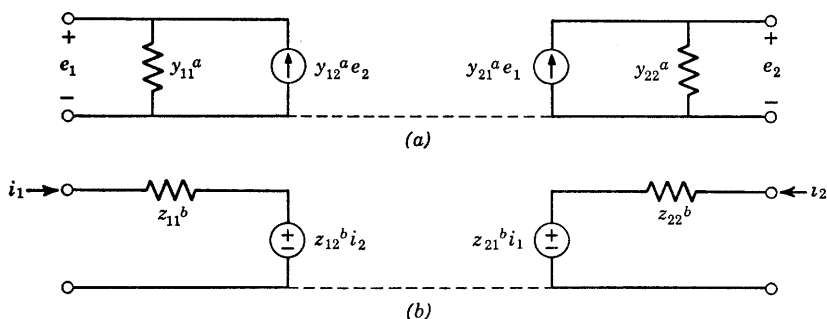 + + 
e₁ y₁₁ᵃ y₁₂ᵃe₂ y₂₁ᵃe₁ y₂₂ᵃ e₂
− −
(a)
i₁ z₁₁ᵇ z₂₂ᵇ i₂
+ − z₁₂ᵇi₂ z₂₁ᵇi₁ + −
(b)